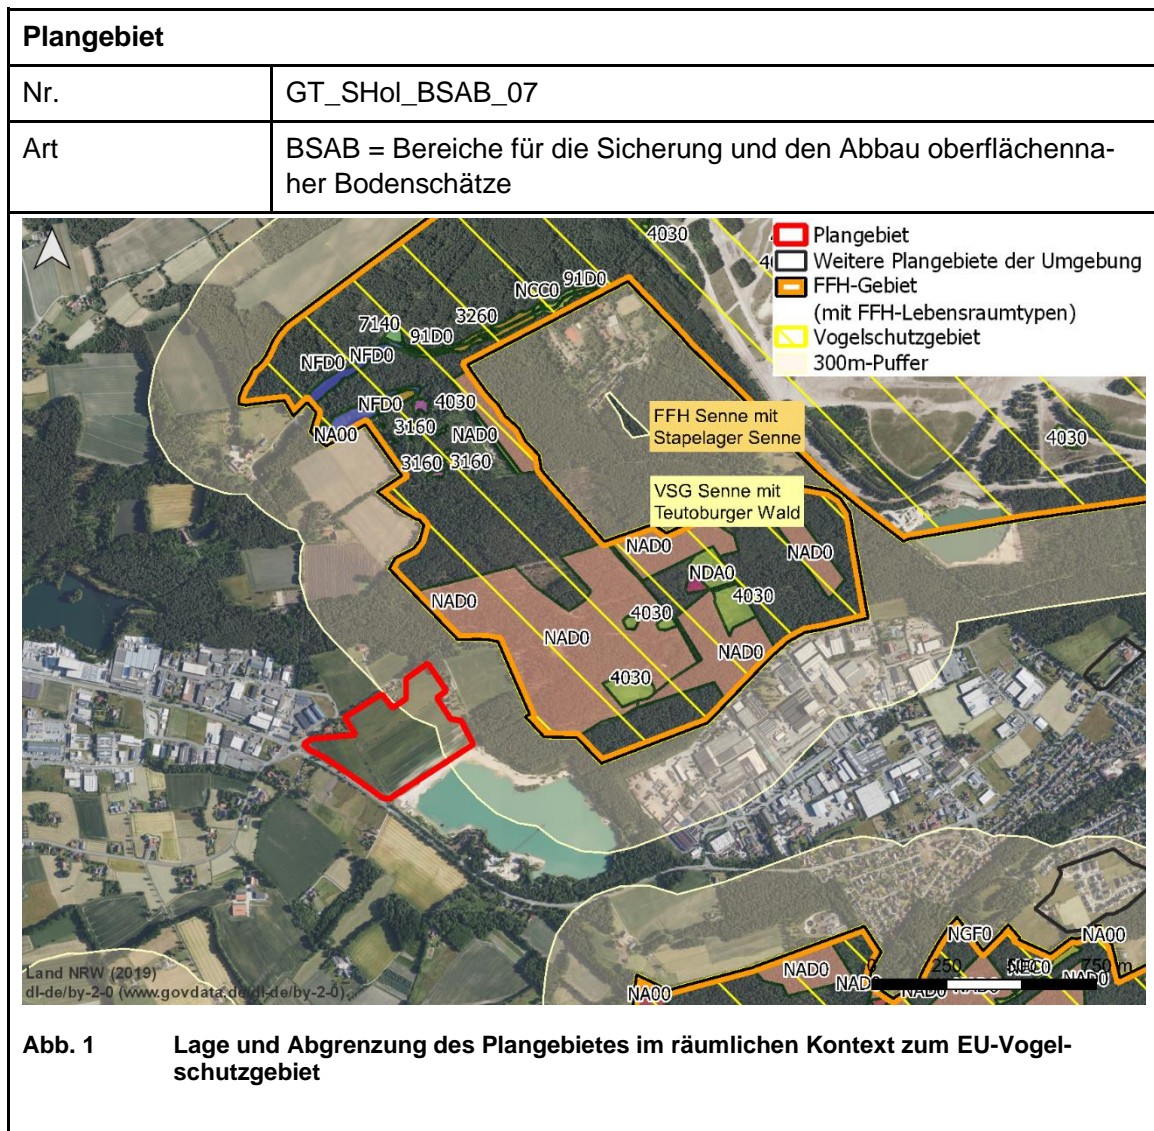 Plangebiet
Nr.
GT_SHol_BSAB_07
Art
BSAB = Bereiche für die Sicherung und den Abbau oberflächenna-
her Bodenschätze
Plangebiet
Weitere Plangebiete der Umgebung
FFH-Gebiet
(mit FFH-Lebensraumtypen)
Vogelschutzgebiet
300m-Puffer
4030
NCC0
91D0
7140
3260
91D0
NFD0
NFD0
NFD0
4030
3160
NA00
NAD0
3160
3160
FFH Senne mit
Stapelager Senne
4030
VSG Senne mit
Teutoburger Wald
NAD0
NAD0
NDA0
4030
NAD0
4030
NAD0
NAD0
4030
NGF0
NA00
NAD0
NAD0
NA00
NAD0
0
250
500
750 m
Land NRW (2019)
dl-de/by-2-0 (www.govdata.de/dl-de/by-2-0)
Abb. 1
Lage und Abgrenzung des Plangebietes im räumlichen Kontext zum EU-Vogel-
schutzgebiet